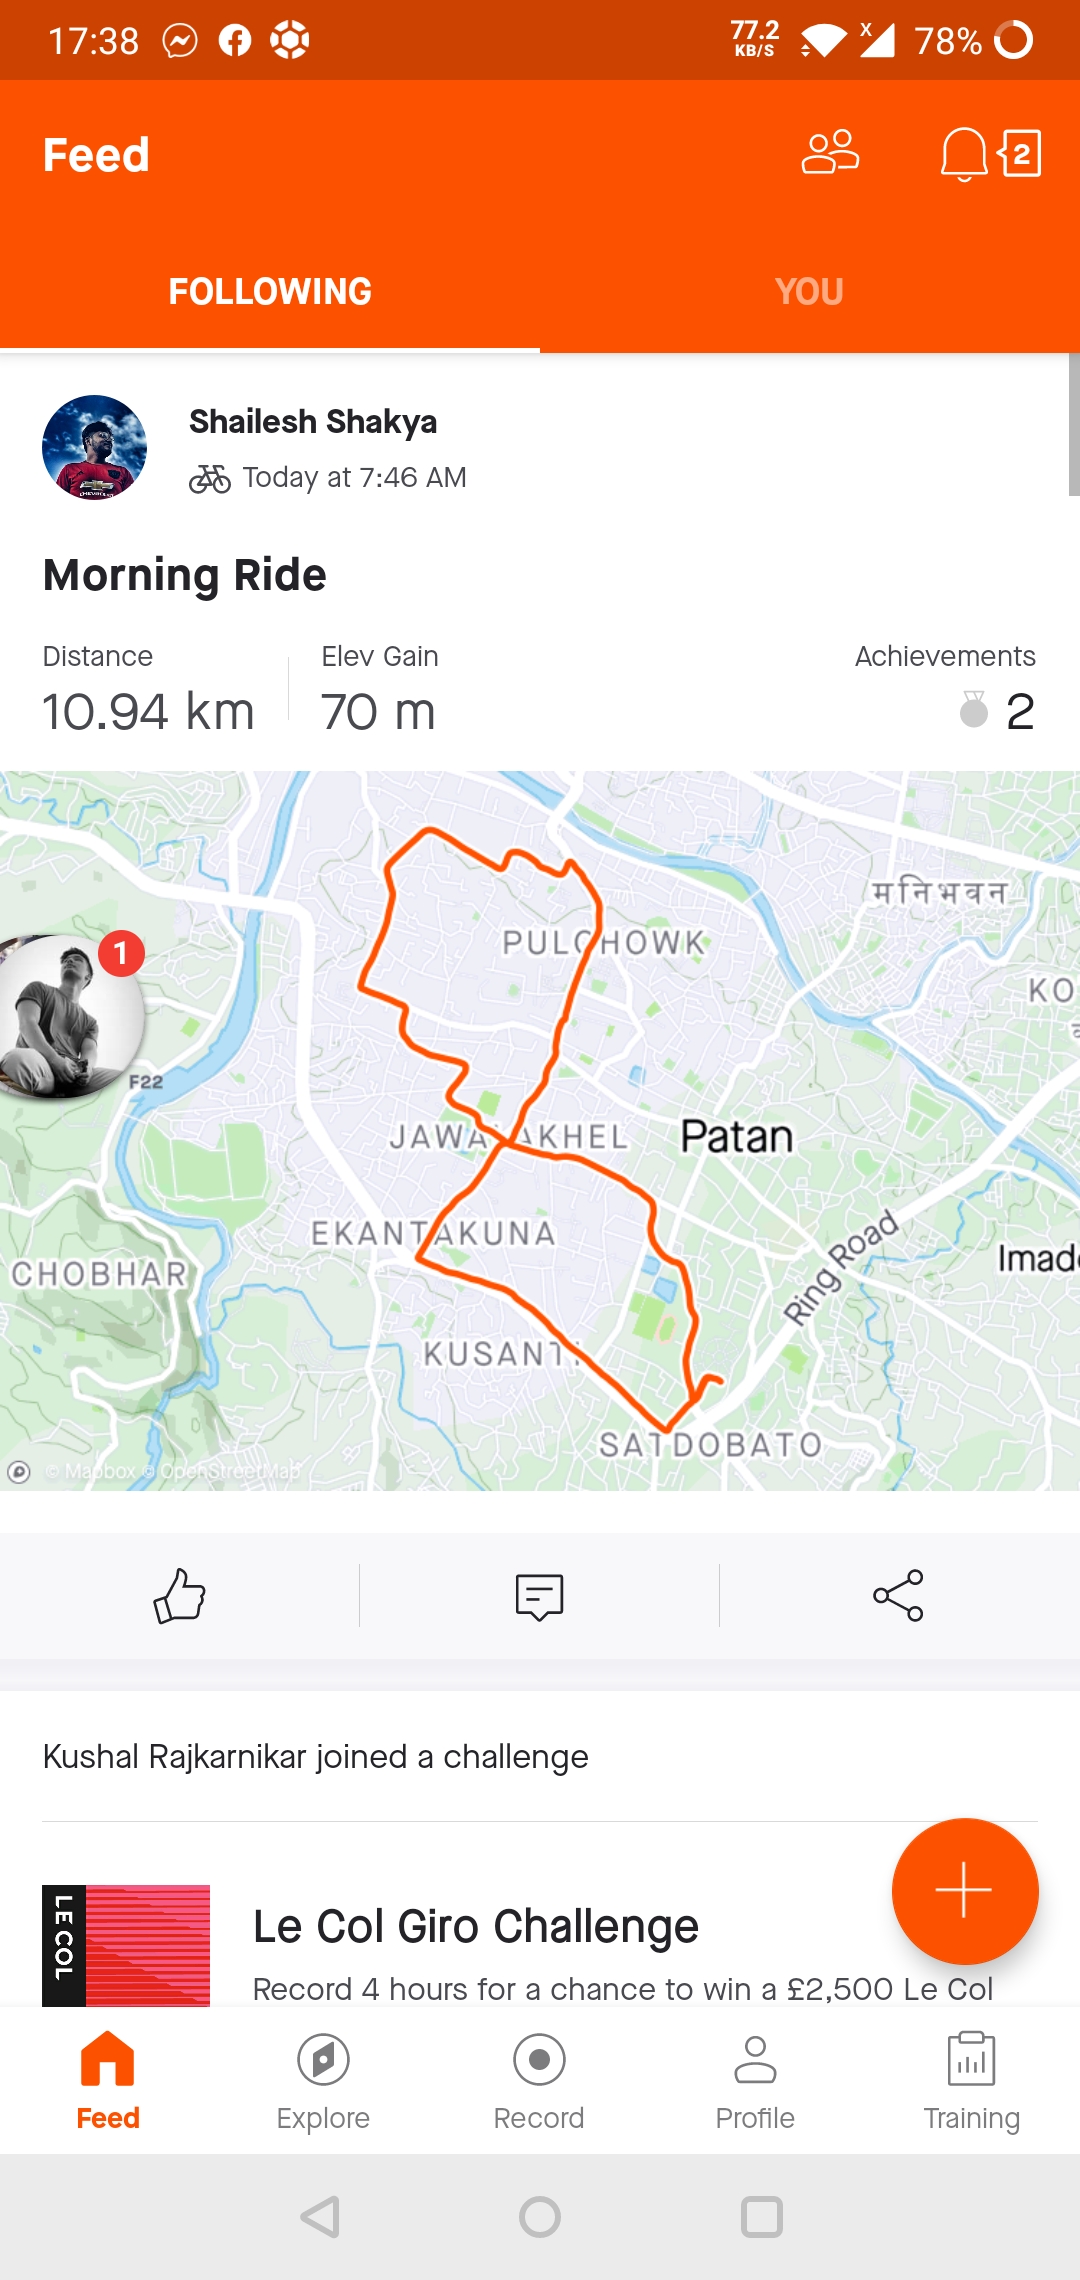 17:38
77.2
KB/S
78%
Feed
2
FOLLOWING
YOU
Shailesh Shakya
Today at 7:46 AM
Morning Ride
Distance
Elev Gain
Achievements
10.94 km
70 m
2
मनिभवन
PULCHOWK
1
KO
F22
Patan
EKANTAKUNA
CHOBHAR
Ring Road
Imad
SATDOBATO
© Mapbox © OpenStreetMap
Kushal Rajkarnikar joined a challenge
LE COL
Le Col Giro Challenge
Record 4 hours for a chance to win a £2,500 Le Col
Feed
Explore
Record
Profile
Training